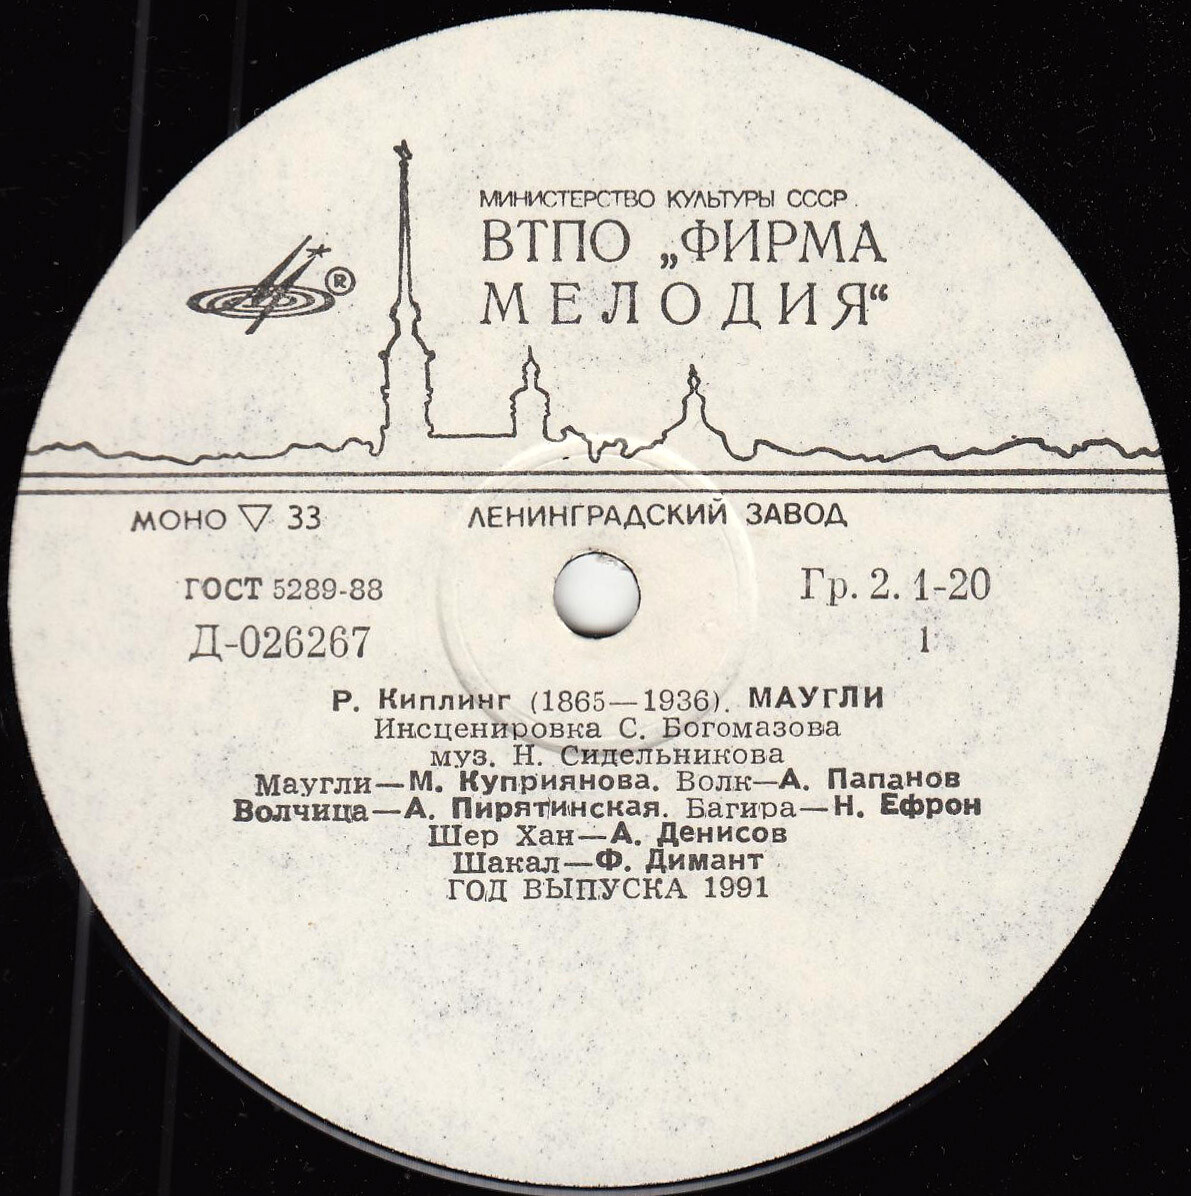 МИНИСТЕРСТВО КУЛЬТУРЫ СССР
ВТПО „ФИРМА
МЕЛОДИЯ“
®
МОНО ▽ 33
ЛЕНИНГРАДСКИЙ ЗАВОД
ГОСТ 5289-88
Гр. 2. 1-20
Д-026267
1
Р. Киплинг (1865—1936). МАУГЛИ
Инсценировка С. Богомазова
муз. Н. Сидельникова
Маугли—М. Куприянова. Волк—А. Папанов
Волчица—А. Пирятинская. Багира—Н. Ефрон
Шер Хан—А. Денисов
Шакал—Ф. Димант
ГОД ВЫПУСКА 1991